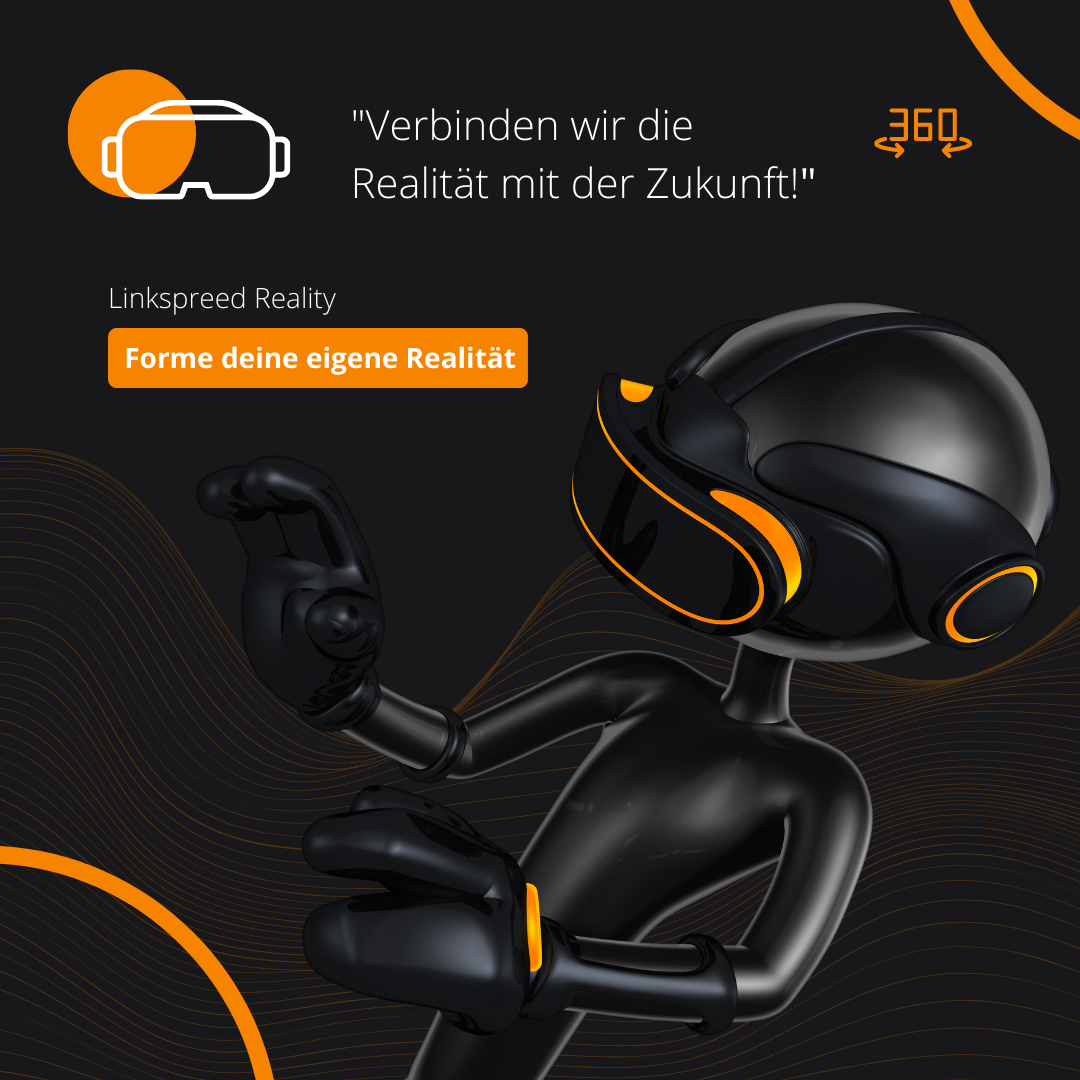 "Verbinden wir die
Realität mit der Zukunft!"
360
Linkspreed Reality
Forme deine eigene Realität